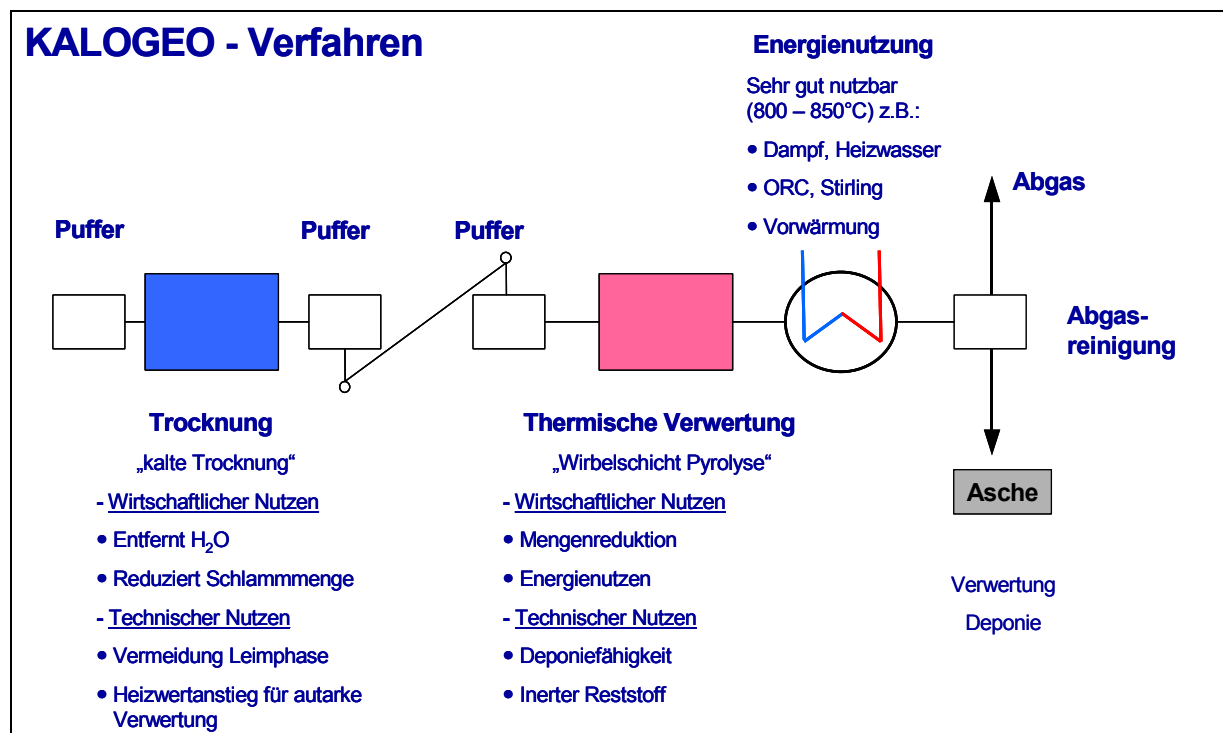 KALOGEO - Verfahren
Energienutzung
Sehr gut nutzbar
(800 – 850°C) z.B.:
• Dampf, Heizwasser
• ORC, Stirling
• Vorwärmung
Abgas
Puffer
Puffer
Puffer
Abgas-
reinigung
Trocknung
„kalte Trocknung“
- Wirtschaftlicher Nutzen
• Entfernt H₂O
• Reduziert Schlammmenge
- Technischer Nutzen
• Vermeidung Leimphase
• Heizwertanstieg für autarke
Verwertung
Thermische Verwertung
„Wirbelschicht Pyrolyse“
- Wirtschaftlicher Nutzen
• Mengenreduktion
• Energienutzen
- Technischer Nutzen
• Deponiefähigkeit
• Inerter Reststoff
Asche
Verwertung
Deponie